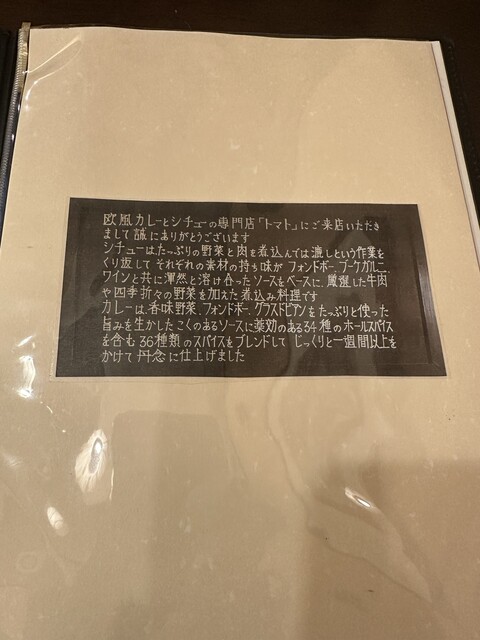 欧風カレーとシチューの専門店「トマト」にご来店いただき
まして誠にありがとうございます
シチューは、たっぷりの野菜と肉を煮込んでは漉しという作業を
くり返して それぞれの素材の持ち味が フォンドボー、ブーケガルニ、
ワインと共に渾然と溶け合った ソースをベースに、厳選した牛肉
や四季折々の野菜を加えた煮込み料理です
カレーは、香味野菜、フォンドボー、グラスドビアンを たっぷりと使った
旨みを生かした こくのあるソースに薬効のある34種のホールスパイス
を含む 36種類のスパイスをブレンドして じっくりと一週間以上を
かけて 丹念に仕上げました